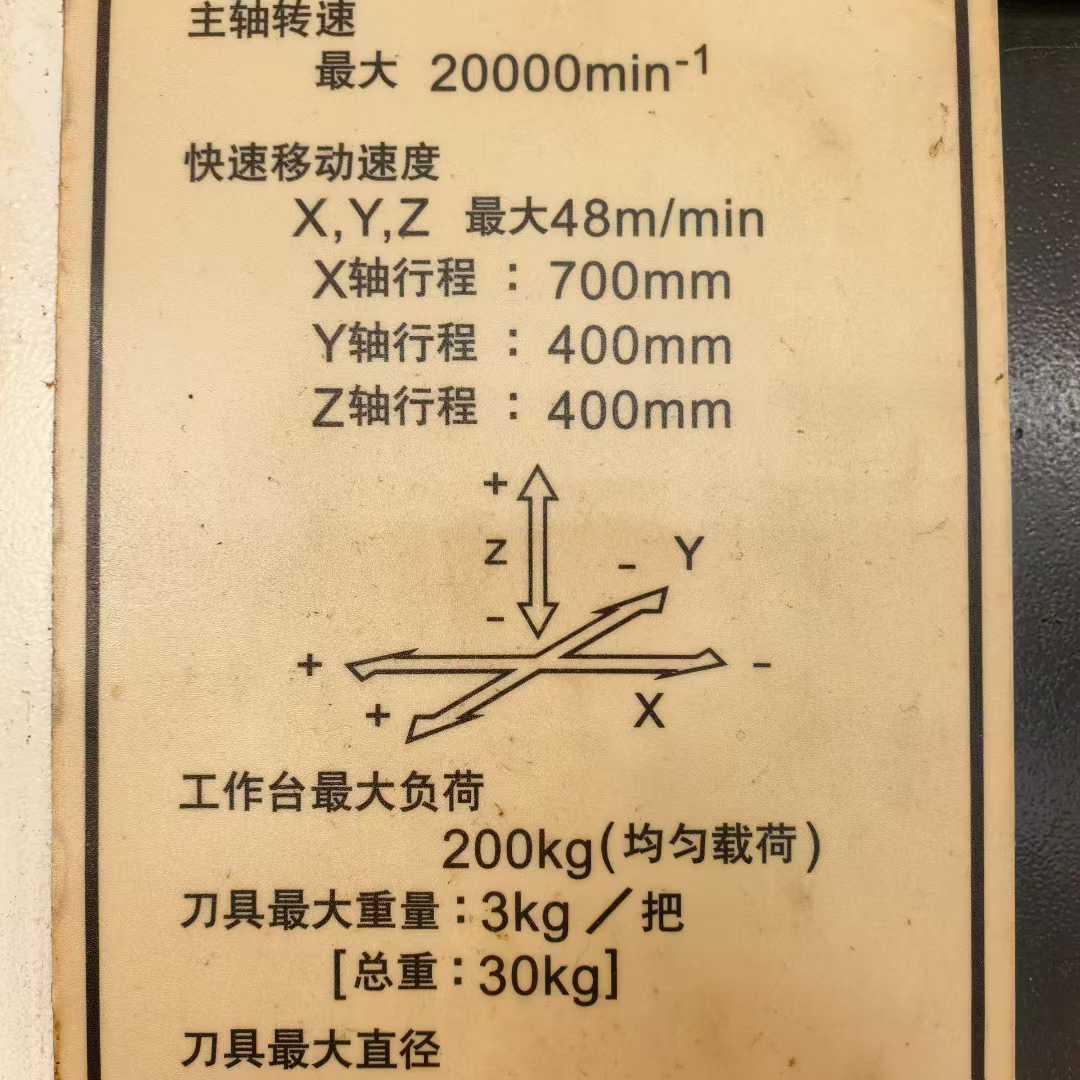 主轴转速
最大 20000min⁻¹
快速移动速度
X,Y,Z 最大48m/min
X轴行程：700mm
Y轴行程：400mm
Z轴行程：400mm
+
Z
-
- Y
+ -
+ X
工作台最大负荷
200kg(均匀载荷)
刀具最大重量：3kg／把
[总重：30kg]
刀具最大直径